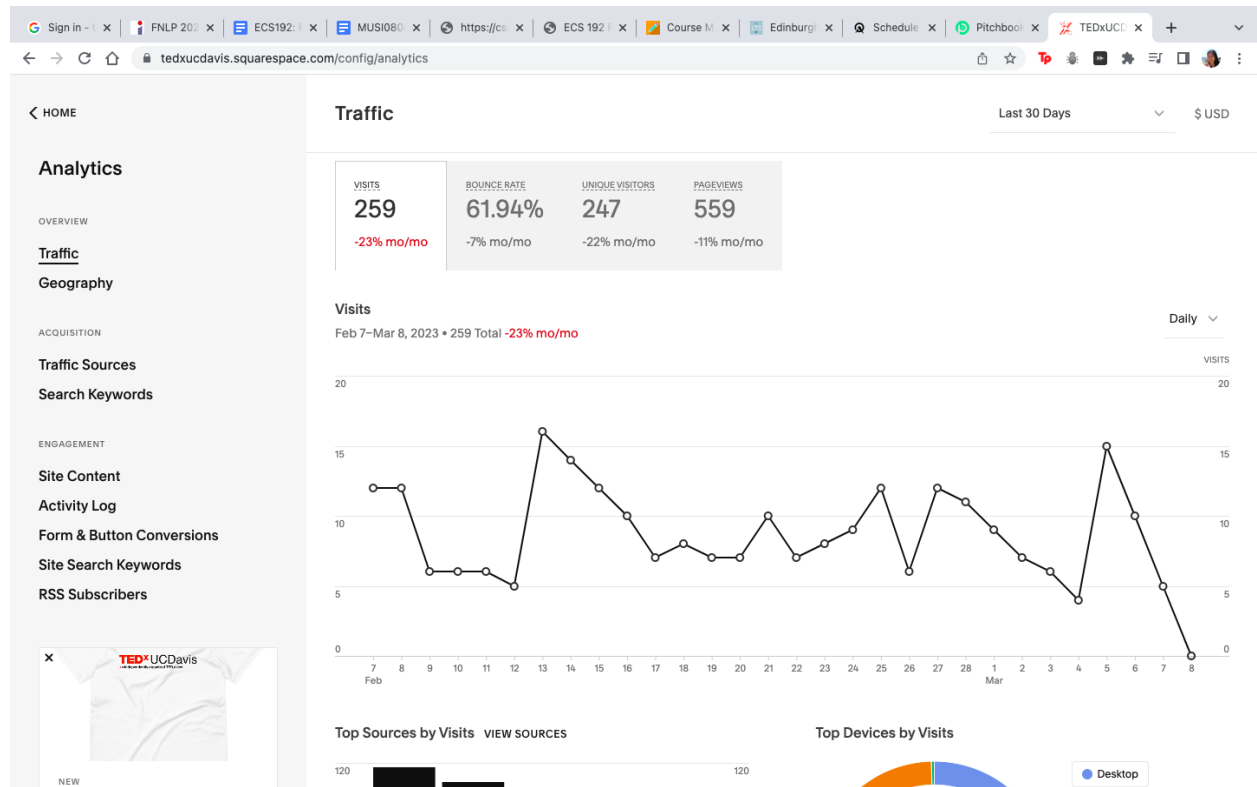 Sign in -
FNLP 202
ECS192:
MUSI080
https://cs
ECS 192
Course M
Edinburg
Schedule
Pitchbook
TEDxUCD
tedxucdavis.squarespace.com/config/analytics
HOME
Analytics
OVERVIEW
Traffic
Geography
ACQUISITION
Traffic Sources
Search Keywords
ENGAGEMENT
Site Content
Activity Log
Form & Button Conversions
Site Search Keywords
RSS Subscribers
TEDxUCDavis
NEW
Traffic
Last 30 Days
$ USD
VISITS BOUNCE RATE UNIQUE VISITORS PAGEVIEWS
259 61.94% 247 559
-23% mo/mo -7% mo/mo -22% mo/mo -11% mo/mo
Visits
Feb 7–Mar 8, 2023 • 259 Total -23% mo/mo
Daily
VISITS
20 20
15 15
10 10
5 5
0 0
7 8 9 10 11 12 13 14 15 16 17 18 19 20 21 22 23 24 25 26 27 28 1 2 3 4 5 6 7 8
Feb Mar
Top Sources by Visits VIEW SOURCES
120 120
Top Devices by Visits
Desktop